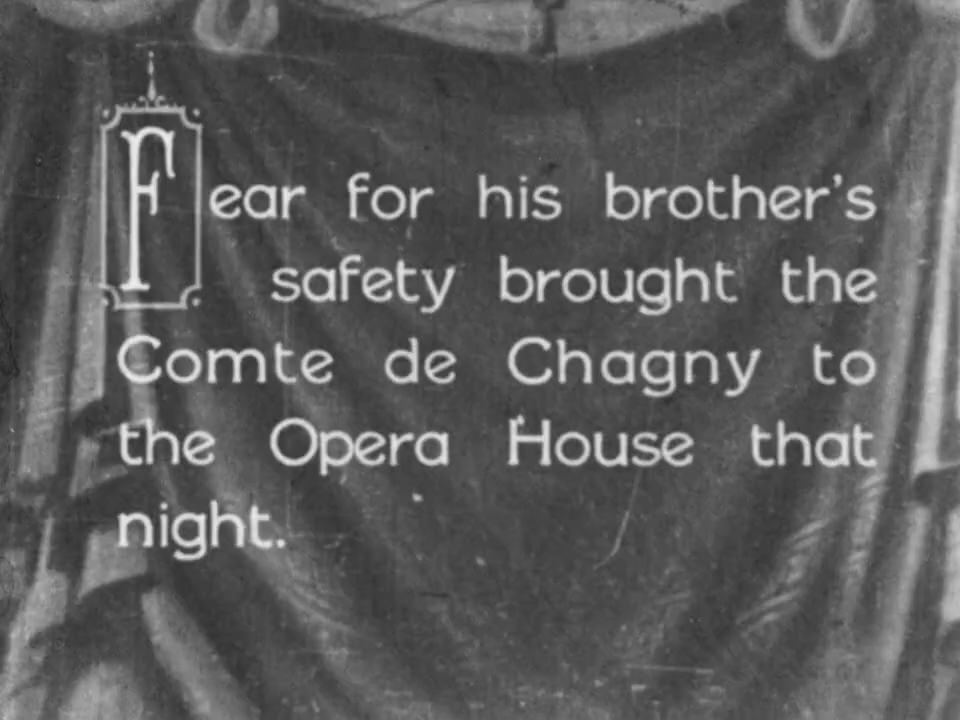 Fear for his brother's
safety brought the
Comte de Chagny to
the Opera House that
night.